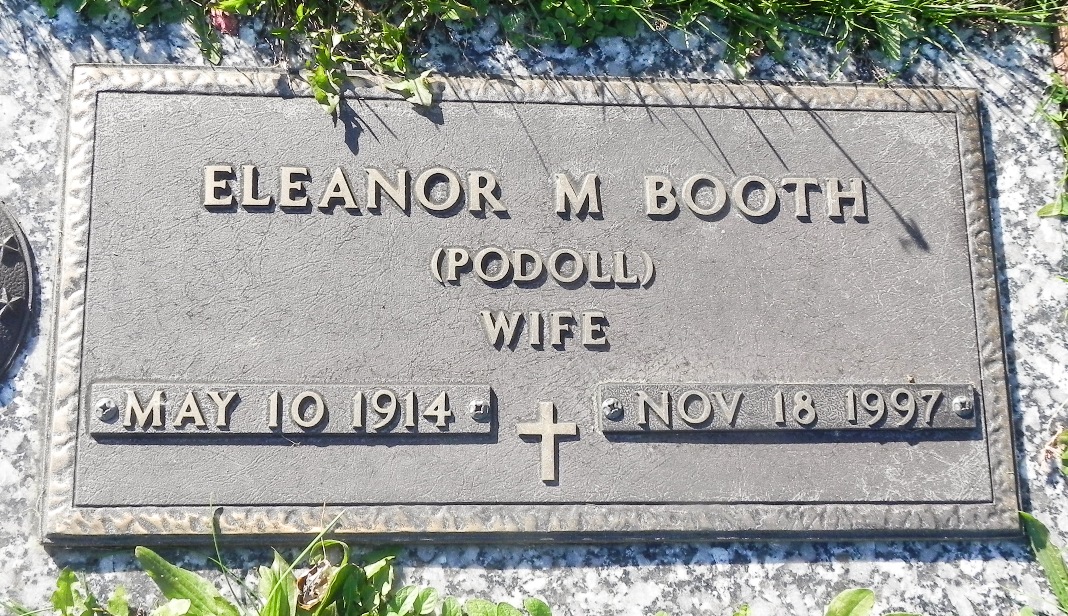 ELEANOR M BOOTH
(PODOLL)
WIFE
MAY 10 1914 NOV 18 1997